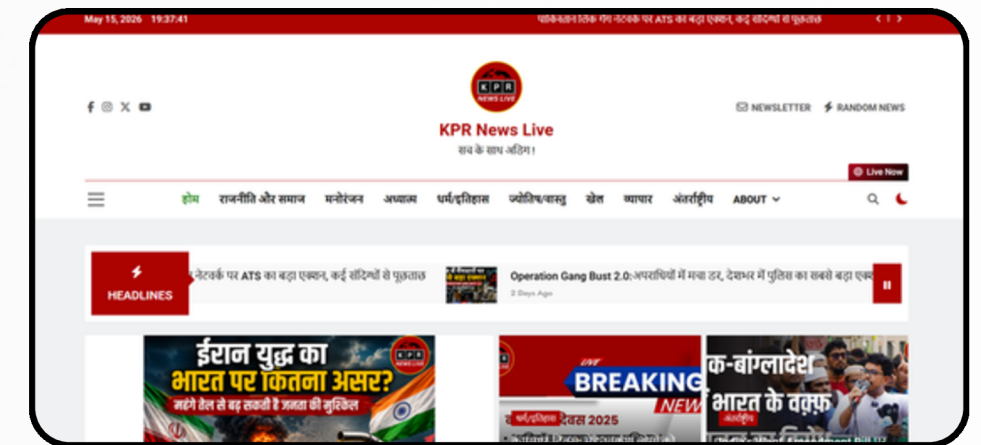 May 15, 2026 19:37:41
पाकिस्तान लिंक गैंग नेटवर्क पर ATS का बड़ा एक्शन, कई संदिग्धों से पूछताछ
KPR
NEWS LIVE
NEWSLETTER
RANDOM NEWS
KPR News Live
सच के साथ अडिग !
Live Now
होम राजनीति और समाज मनोरंजन अध्यात्म धर्म/इतिहास ज्योतिष/वास्तु खेल व्यापार अंतर्राष्ट्रीय ABOUT
HEADLINES
नेटवर्क पर ATS का बड़ा एक्शन, कई संदिग्धों से पूछताछ
Operation Gang Bust 2.0:अपराधियों में मचा डर, देशभर में पुलिस का सबसे बड़ा
2 Days Ago
ईरान युद्ध का
भारत पर कितना असर?
महंगे तेल से बढ़ सकती है जनता की मुश्किल
KPR
NEWS LIVE
LIVE
BREAKING
NEW
धर्म/इतिहास
दिवस 2025
क-बांग्लादेश
भारत के वक़्फ़
अंतर्राष्ट्रीय